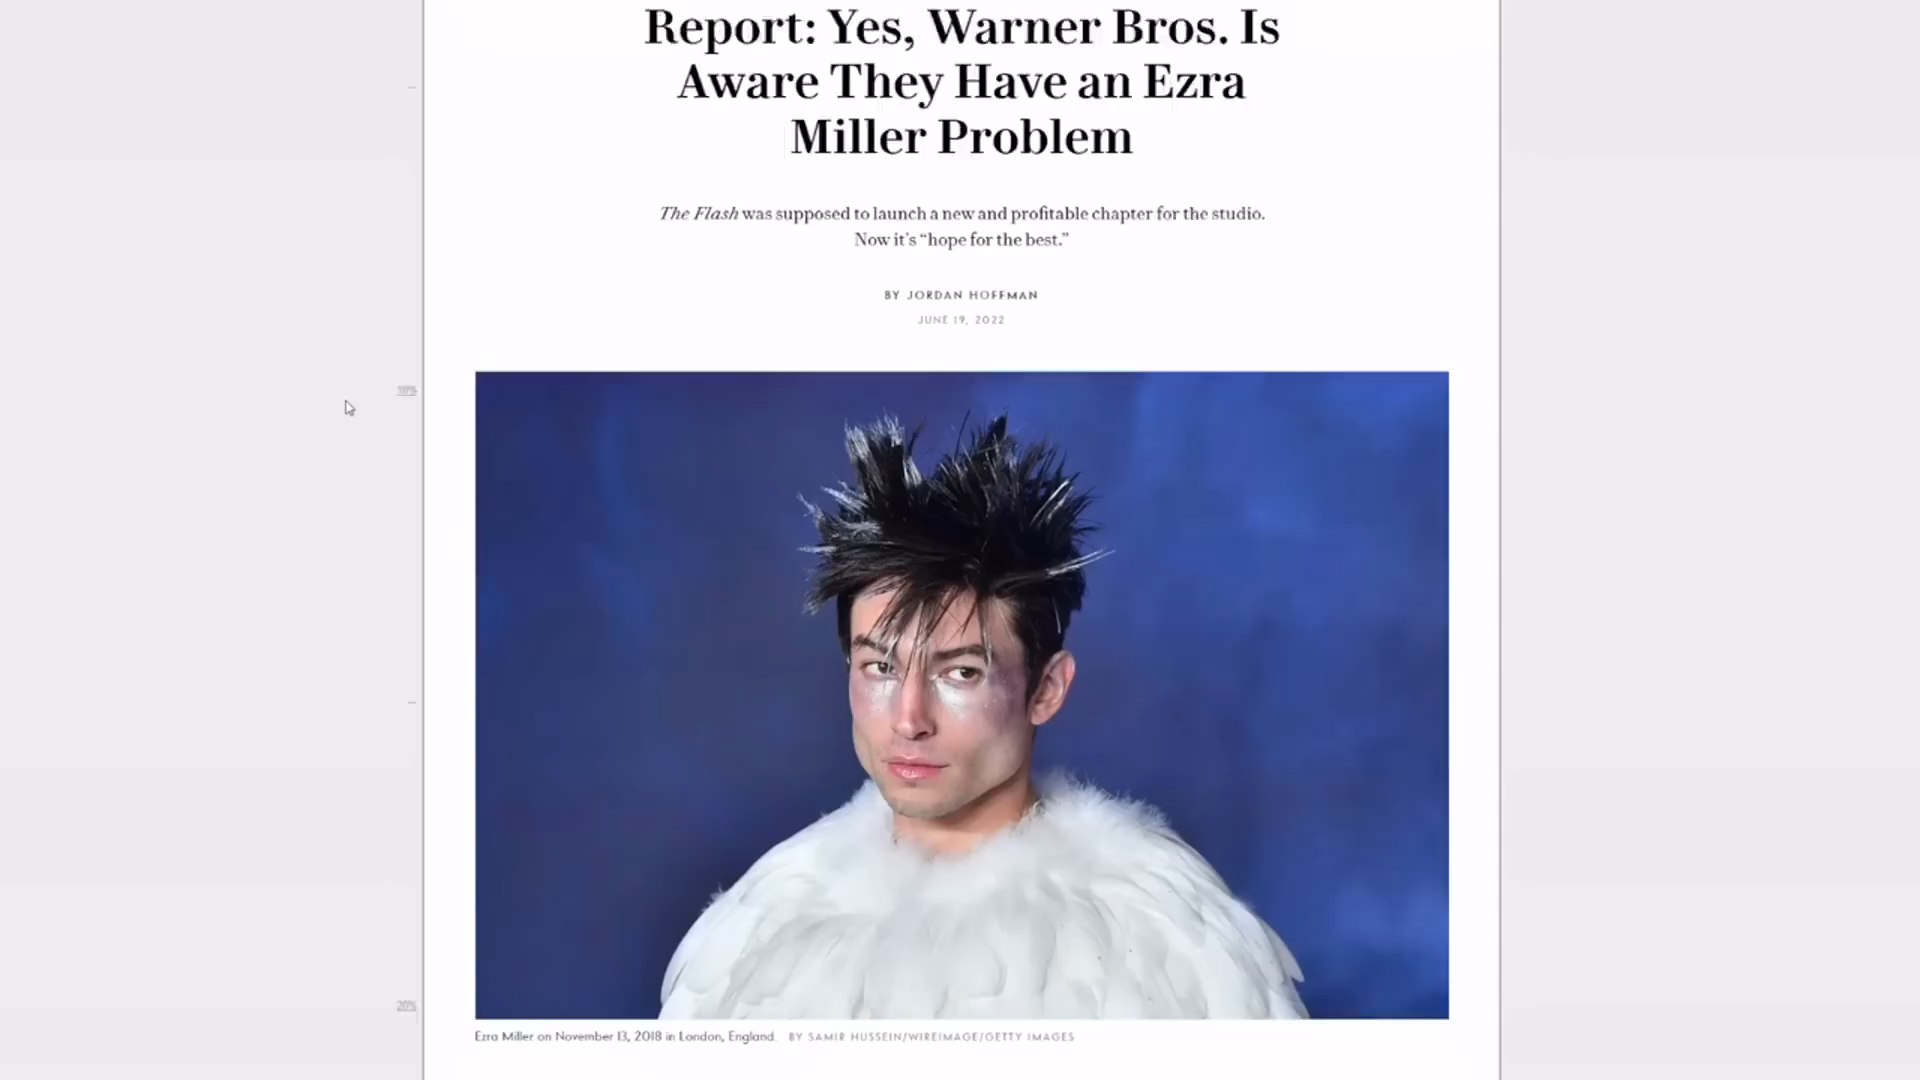 Report: Yes, Warner Bros. Is
Aware They Have an Ezra
Miller Problem
The Flash was supposed to launch a new and profitable chapter for the studio.
Now it's “hope for the best.”
BY JORDAN HOFFMAN
JUNE 19, 2022
10%
20%
Ezra Miller on November 13, 2018 in London, England. BY SAMIR HUSSEIN/WIREIMAGE/GETTY IMAGES